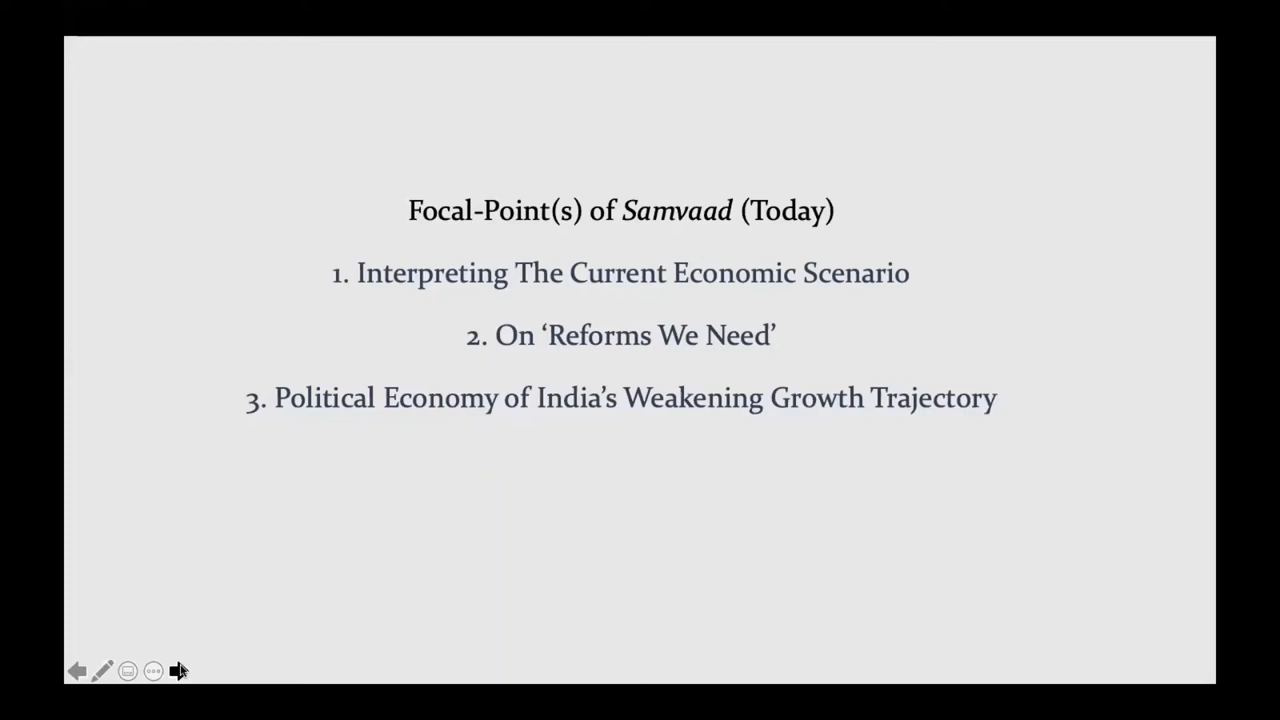 Focal-Point(s) of Samvaad (Today)
1. Interpreting The Current Economic Scenario
2. On ‘Reforms We Need’
3. Political Economy of India’s Weakening Growth Trajectory